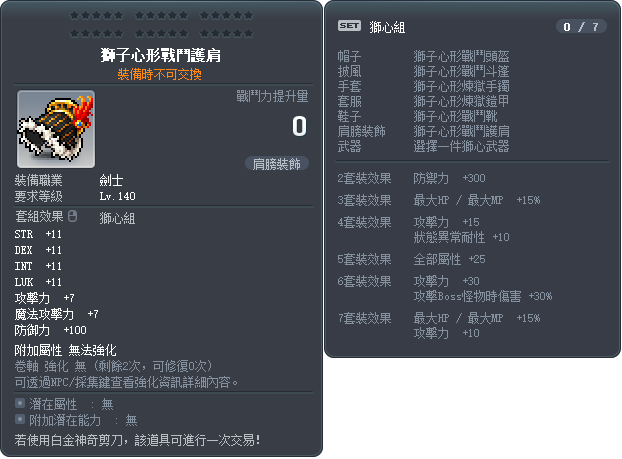 獅子心形戰鬥護肩
裝備時不可交換
戰鬥力提升量
0
肩膀裝飾
裝備職業 劍士
要求等級 Lv.140
套組效果 獅心組
STR +11
DEX +11
INT +11
LUK +11
攻擊力 +7
魔法攻擊力 +7
防御力 +100
附加屬性 無法強化
卷軸 強化 無 (剩餘2次，可修復0次)
可透過NPC/採集鍵查看強化資訊詳細內容。
潛在屬性 : 無
附加潛在能力 : 無
若使用白金神奇剪刀，該道具可進行一次交易!
SET 獅心組 0 / 7
帽子 獅子心形戰鬥頭盔
披風 獅子心形戰鬥斗篷
手套 獅子心形煉獄手鐲
套服 獅子心形煉獄鎧甲
鞋子 獅子心形戰鬥靴
肩膀裝飾 獅子心形戰鬥護肩
武器 選擇一件獅心武器
2套裝效果 防禦力 +300
3套裝效果 最大HP / 最大MP +15%
4套裝效果 攻擊力 +15
狀態異常耐性 +10
5套裝效果 全部屬性 +25
6套裝效果 攻擊力 +30
攻擊Boss怪物時傷害 +30%
7套裝效果 最大HP / 最大MP +15%
攻擊力 +10